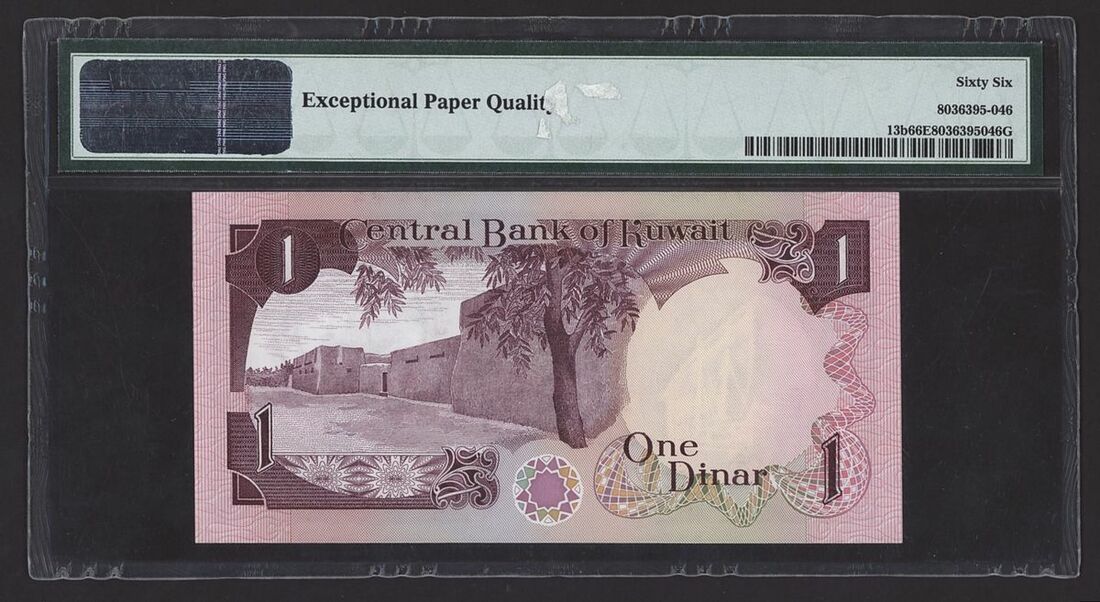 Exceptional Paper Quality
Sixty Six
8036395-046
13b66E8036395046G
1
Central Bank of Kuwait
1
1
One
Dinar
1